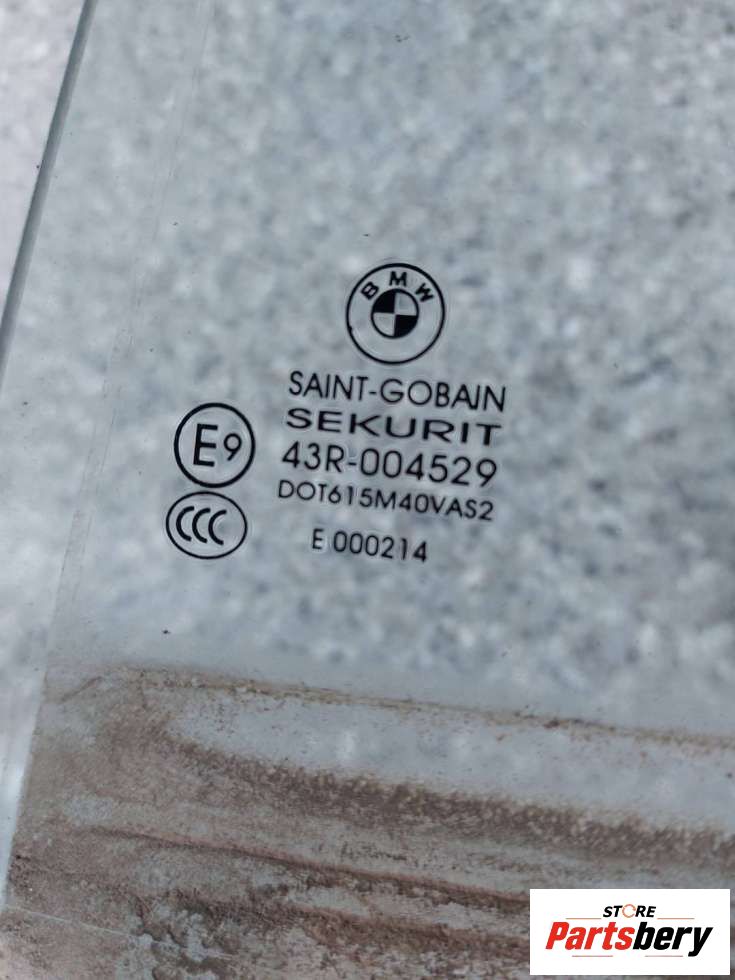 BMW
SAINT-GOBAIN
SEKURIT
E9
43R-004529
DOT615M40VAS2
CCC
E 000214
STORE
Partsbery